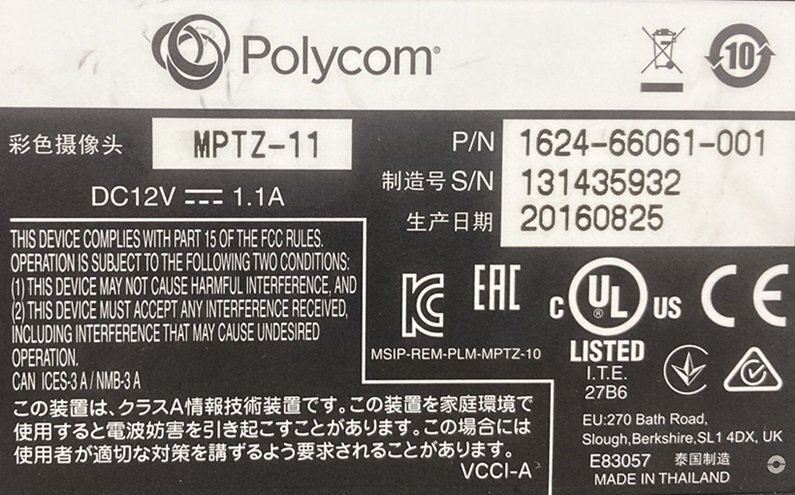 Polycom®
10
彩色摄像头 MPTZ-11
DC12V ⎓ 1.1A
P/N 1624-66061-001
制造号 S/N 131435932
生产日期 20160825
THIS DEVICE COMPLIES WITH PART 15 OF THE FCC RULES.
OPERATION IS SUBJECT TO THE FOLLOWING TWO CONDITIONS:
(1) THIS DEVICE MAY NOT CAUSE HARMFUL INTERFERENCE, AND
(2) THIS DEVICE MUST ACCEPT ANY INTERFERENCE RECEIVED,
INCLUDING INTERFERENCE THAT MAY CAUSE UNDESIRED
OPERATION.
CAN ICES-3 A / NMB-3 A
MSIP-REM-PLM-MPTZ-10
EAC
C UL ® US
LISTED
I.T.E.
27B6
CE
この装置は、クラスA情報技術装置です。この装置を家庭環境で
使用すると電波妨害を引き起こすことがあります。この場合には
使用者が適切な対策を講ずるよう要求されることがあります。
VCCI-A
EU:270 Bath Road,
Slough,Berkshire,SL1 4DX, UK
E83057 泰国制造
MADE IN THAILAND